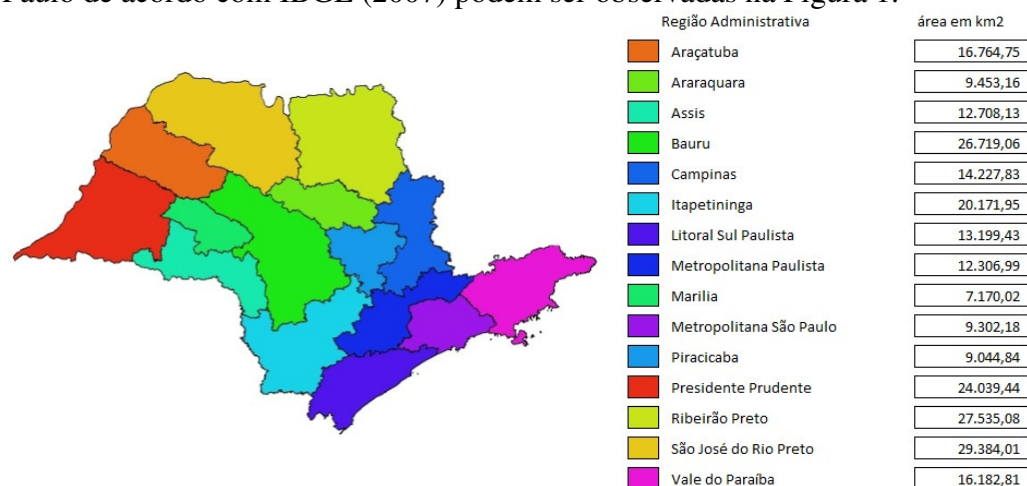 Paulo de acordo com IBGE (2007) podem ser observadas na Figura 1.
Região Administrativa área em km2
Araçatuba 16.764,75
Araraquara 9.453,16
Assis 12.708,13
Bauru 26.719,06
Campinas 14.227,83
Itapetininga 20.171,95
Litoral Sul Paulista 13.199,43
Metropolitana Paulista 12.306,99
Marilia 7.170,02
Metropolitana São Paulo 9.302,18
Piracicaba 9.044,84
Presidente Prudente 24.039,44
Ribeirão Preto 27.535,08
São José do Rio Preto 29.384,01
Vale do Paraíba 16.182,81